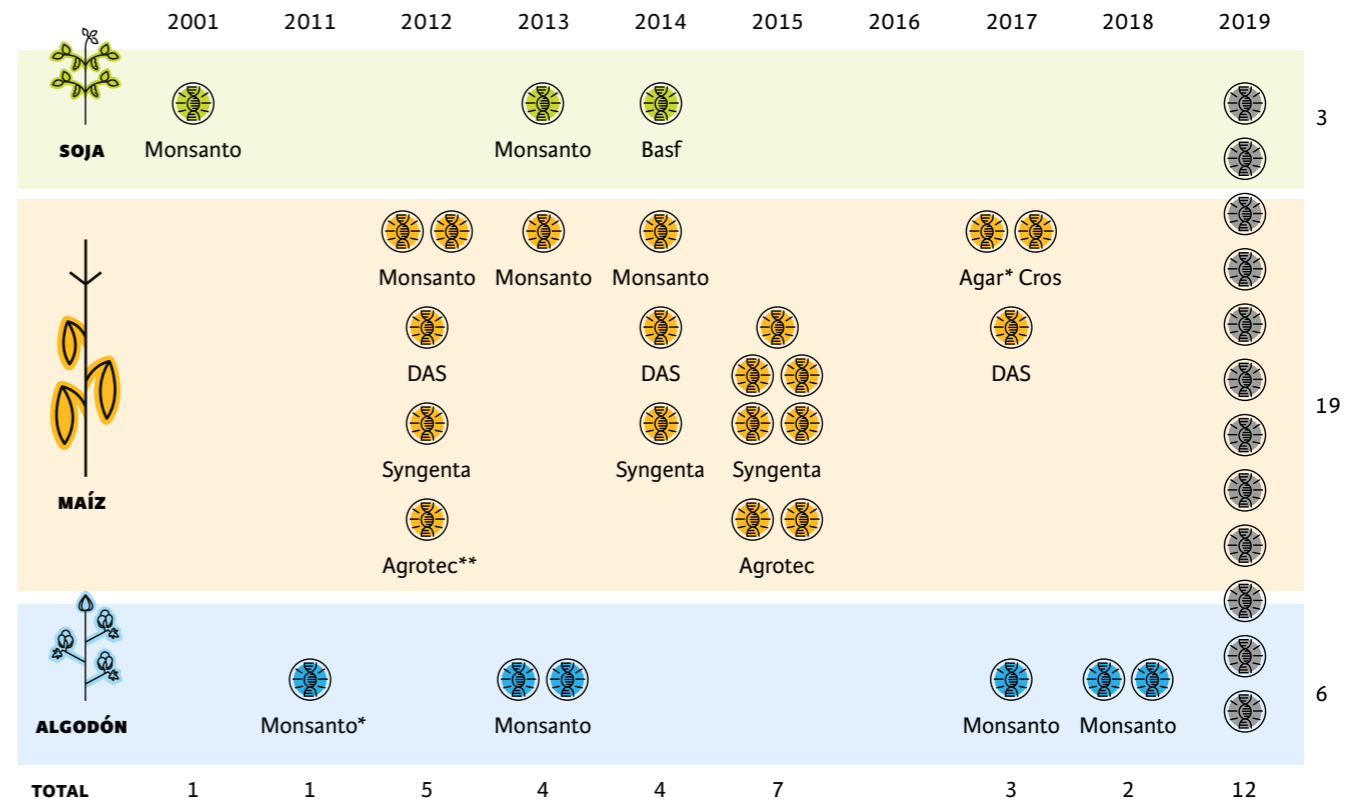 2001 2011 2012 2013 2014 2015 2016 2017 2018 2019
SOJA
Monsanto Monsanto Basf
3
MAÍZ
Monsanto Monsanto Monsanto Agar* Cros
DAS DAS DAS
19
Syngenta Syngenta Syngenta
Agrotec** Agrotec
ALGODÓN
Monsanto* Monsanto Monsanto Monsanto
6
TOTAL 1 1 5 4 4 7 3 2 12